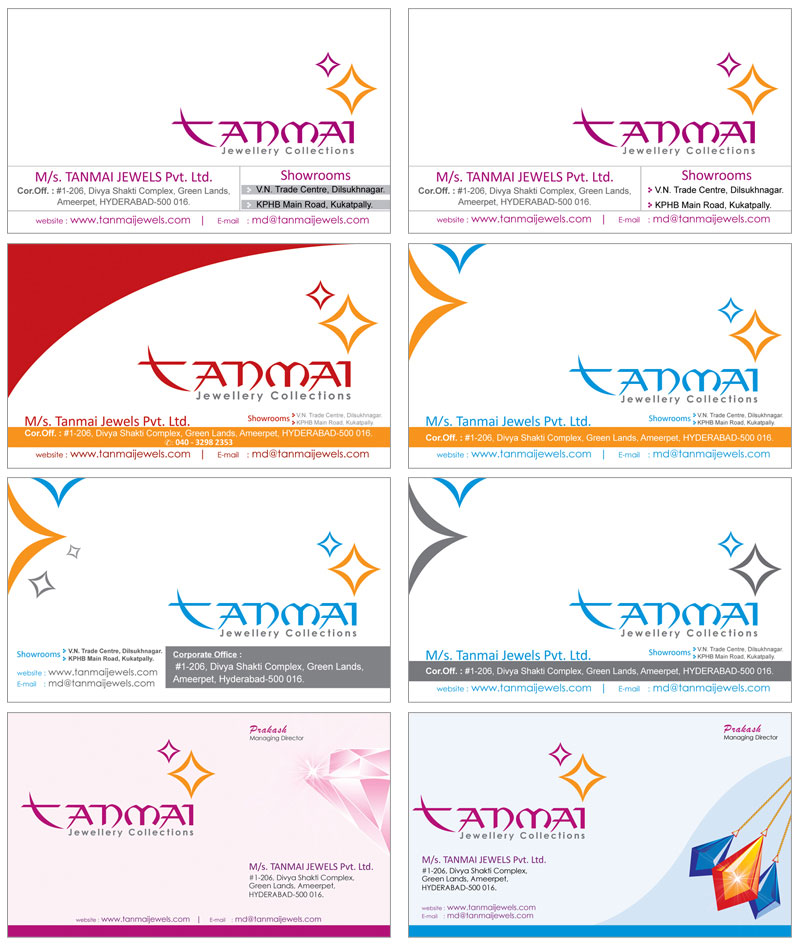 TANMAI
Jewellery Collections
M/s. TANMAI JEWELS Pvt. Ltd.
Cor.Off. : #1-206, Divya Shakti Complex, Green Lands,
Ameerpet, HYDERABAD-500 016.
Showrooms
V.N. Trade Centre, Dilsukhnagar.
KPHB Main Road, Kukatpally.
website : www.tanmaijewels.com | E-mail : md@tanmaijewels.com
TANMAI
Jewellery Collections
M/s. TANMAI JEWELS Pvt. Ltd.
Cor.Off. : #1-206, Divya Shakti Complex, Green Lands,
Ameerpet, HYDERABAD-500 016.
Showrooms
V.N. Trade Centre, Dilsukhnagar.
KPHB Main Road, Kukatpally.
website : www.tanmaijewels.com | E-mail : md@tanmaijewels.com
TANMAI
Jewellery Collections
M/s. Tanmai Jewels Pvt. Ltd.
Showrooms
V.N. Trade Centre, Dilsukhnagar.
KPHB Main Road, Kukatpally.
Cor.Off. : #1-206, Divya Shakti Complex, Green Lands, Ameerpet, HYDERABAD-500 016.
✆ 040 - 3298 2353
website : www.tanmaijewels.com | E-mail : md@tanmaijewels.com
TANMAI
Jewellery Collections
M/s. Tanmai Jewels Pvt. Ltd.
Showrooms
V.N. Trade Centre, Dilsukhnagar.
KPHB Main Road, Kukatpally.
Cor.Off. : #1-206, Divya Shakti Complex, Green Lands, Ameerpet, HYDERABAD-500 016.
website : www.tanmaijewels.com | E-mail : md@tanmaijewels.com
TANMAI
Jewellery Collections
Showrooms
V.N. Trade Centre, Dilsukhnagar.
KPHB Main Road, Kukatpally.
website : www.tanmaijewels.com
E-mail : md@tanmaijewels.com
Corporate Office :
#1-206, Divya Shakti Complex, Green Lands,
Ameerpet, Hyderabad-500 016.
TANMAI
Jewellery Collections
M/s. Tanmai Jewels Pvt. Ltd.
Showrooms
V.N. Trade Centre, Dilsukhnagar.
KPHB Main Road, Kukatpally.
Cor.Off. : #1-206, Divya Shakti Complex, Green Lands, Ameerpet, HYDERABAD-500 016.
website : www.tanmaijewels.com | E-mail : md@tanmaijewels.com
Prakash
Managing Director
TANMAI
Jewellery Collections
M/s. TANMAI JEWELS Pvt. Ltd.
#1-206, Divya Shakti Complex,
Green Lands, Ameerpet,
HYDERABAD-500 016.
website : www.tanmaijewels.com | E-mail : md@tanmaijewels.com
Prakash
Managing Director
TANMAI
Jewellery Collections
M/s. TANMAI JEWELS Pvt. Ltd.
#1-206, Divya Shakti Complex,
Green Lands, Ameerpet,
HYDERABAD-500 016.
website : www.tanmaijewels.com
E-mail : md@tanmaijewels.com